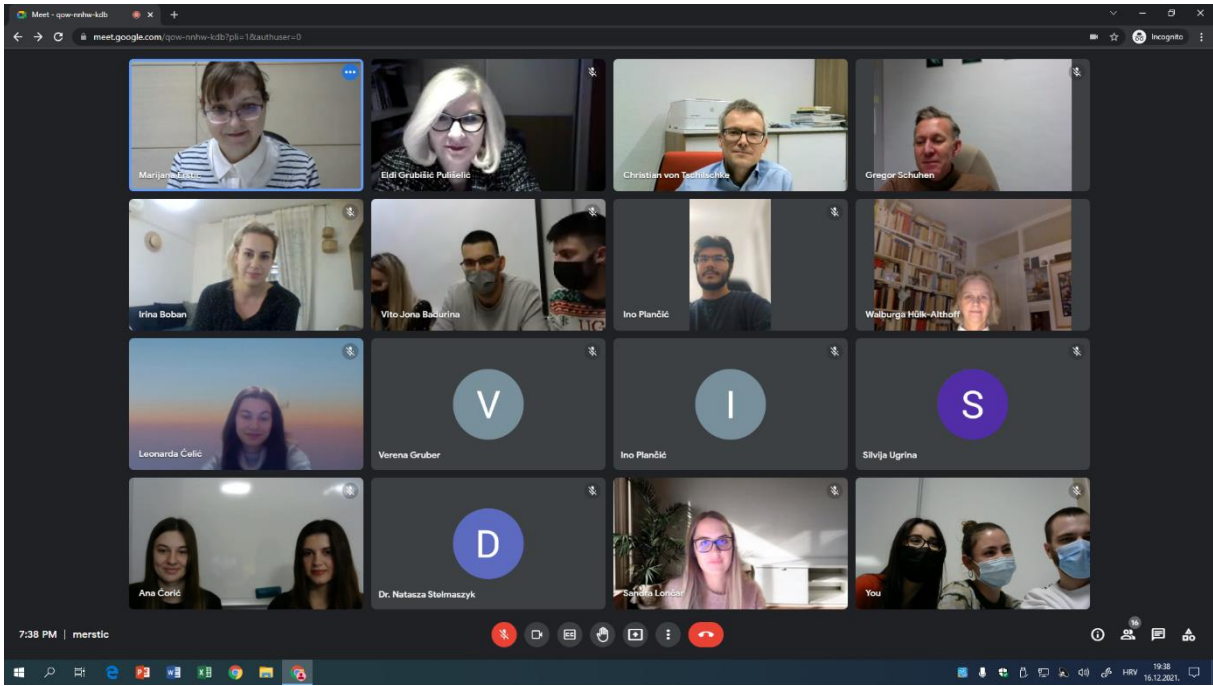 Meet - qow-nnhw-kdb
meet.google.com/qow-nnhw-kdb?pli=1&authuser=0
Incognito
Marijana Erstić
Eldi Grubišić Pulišelić
Christian von Tschilschke
Gregor Schuhen
Irina Boban
Vito Jona Badurina
Ino Plančić
Walburga Hülk-Althoff
Leonarda Ćelić
V
Verena Gruber
I
Ino Plančić
S
Silvija Ugrina
Ana Ćorić
D
Dr. Natasza Stelmaszyk
Sandra Lončar
UG
You
7:38 PM | merstic
CC
16
HRV
19:38
16.12.2021.